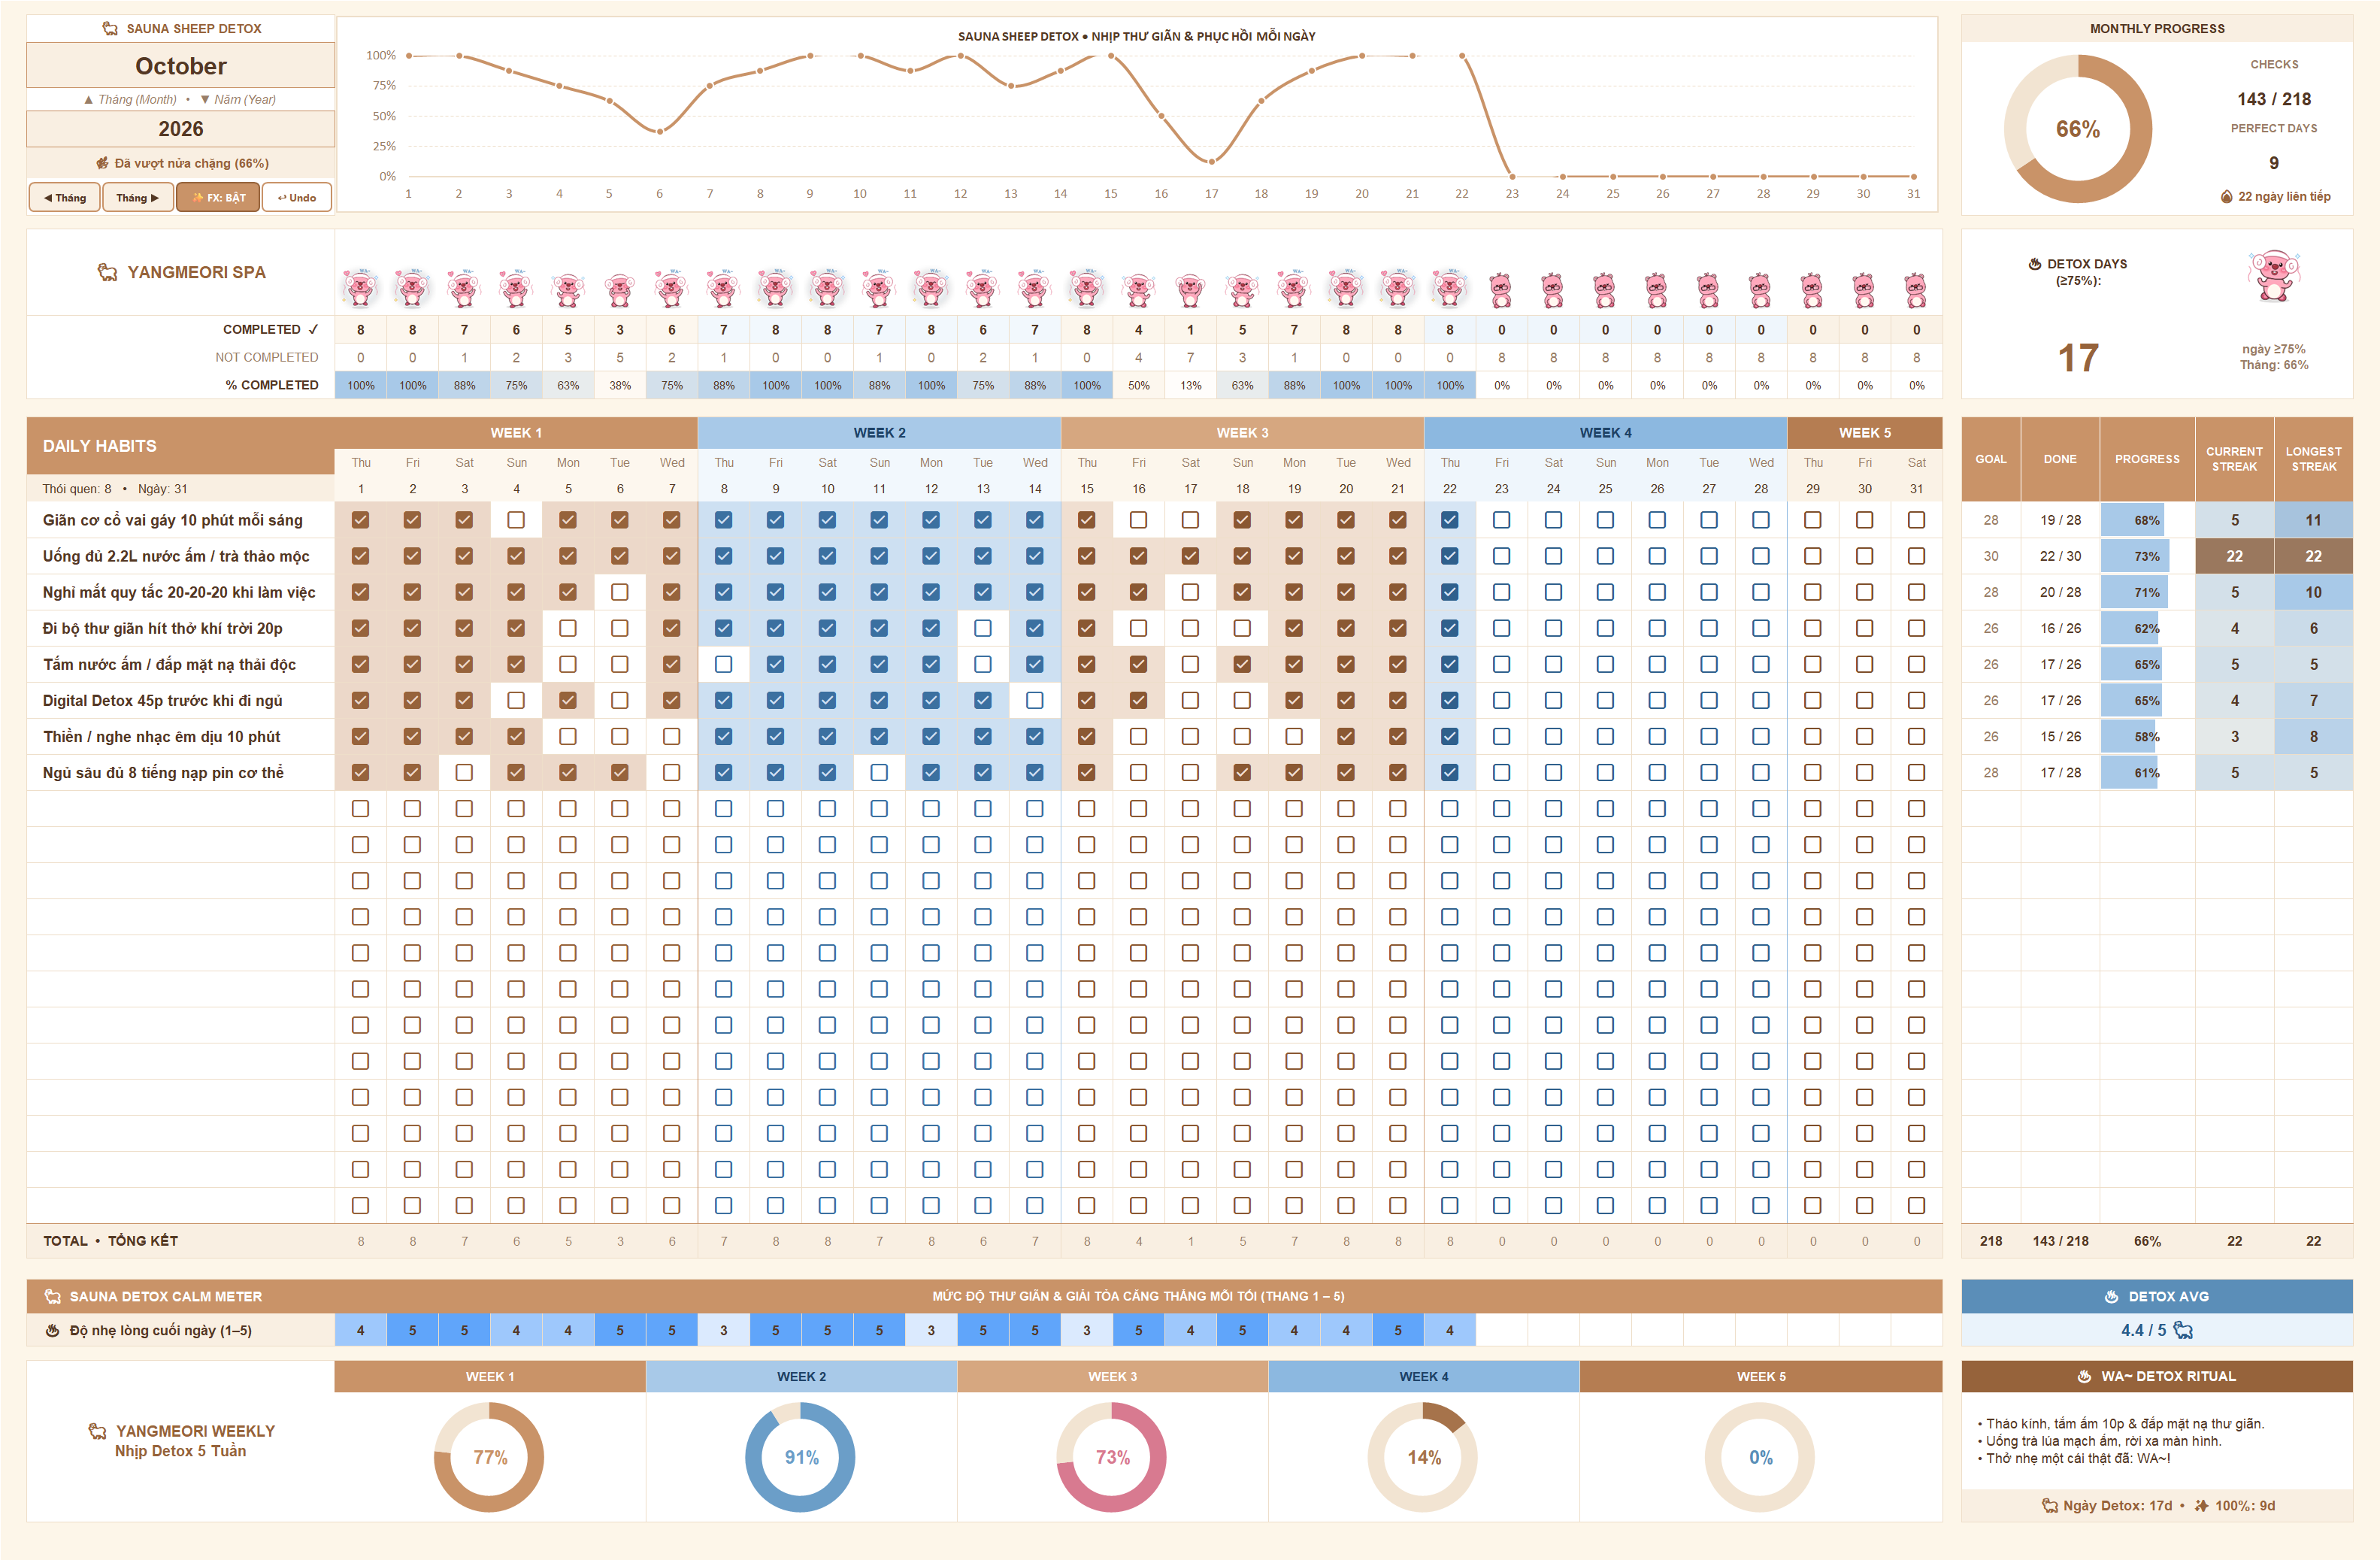 SAUNA SHEEP DETOX
October
▲ Tháng (Month) • ▼ Năm (Year)
2026
Đã vượt nửa chặng (66%)
◀ Tháng Tháng ▶ ✨ FX: BẬT ↩ Undo
SAUNA SHEEP DETOX • NHỊP THƯ GIÃN & PHỤC HỒI MỖI NGÀY
100%
75%
50%
25%
0%
1 2 3 4 5 6 7 8 9 10 11 12 13 14 15 16 17 18 19 20 21 22 23 24 25 26 27 28 29 30 31
MONTHLY PROGRESS
66%
CHECKS
143 / 218
PERFECT DAYS
9
22 ngày liên tiếp
YANGMEORI SPA
COMPLETED ✓ 8 8 7 6 5 3 6 7 8 8 7 8 6 7 8 4 1 5 7 8 8 8 0 0 0 0 0 0 0 0 0
NOT COMPLETED 0 0 1 2 3 5 2 1 0 0 1 0 2 1 0 4 7 3 1 0 0 0 8 8 8 8 8 8 8 8 8
% COMPLETED 100% 100% 88% 75% 63% 38% 75% 88% 100% 100% 88% 100% 75% 88% 100% 50% 13% 63% 88% 100% 100% 100% 0% 0% 0% 0% 0% 0% 0% 0% 0%
DETOX DAYS
(≥75%):
17
ngày ≥75%
Tháng: 66%
DAILY HABITS
WEEK 1 WEEK 2 WEEK 3 WEEK 4 WEEK 5
Thu Fri Sat Sun Mon Tue Wed Thu Fri Sat Sun Mon Tue Wed Thu Fri Sat Sun Mon Tue Wed Thu Fri Sat Sun Mon Tue Wed Thu Fri Sat
Thói quen: 8 • Ngày: 31 1 2 3 4 5 6 7 8 9 10 11 12 13 14 15 16 17 18 19 20 21 22 23 24 25 26 27 28 29 30 31
GOAL DONE PROGRESS CURRENT STREAK LONGEST STREAK
Giãn cơ cổ vai gáy 10 phút mỗi sáng 28 19 / 28 68% 5 11
Uống đủ 2.2L nước ấm / trà thảo mộc 30 22 / 30 73% 22 22
Nghỉ mắt quy tắc 20-20-20 khi làm việc 28 20 / 28 71% 5 10
Đi bộ thư giãn hít thở khí trời 20p 26 16 / 26 62% 4 6
Tắm nước ấm / đắp mặt nạ thải độc 26 17 / 26 65% 5 5
Digital Detox 45p trước khi đi ngủ 26 17 / 26 65% 4 7
Thiền / nghe nhạc êm dịu 10 phút 26 15 / 26 58% 3 8
Ngủ sâu đủ 8 tiếng nạp pin cơ thể 28 17 / 28 61% 5 5
TOTAL • TỔNG KẾT 8 8 7 6 5 3 6 7 8 8 7 8 6 7 8 4 1 5 7 8 8 8 0 0 0 0 0 0 0 0 0 218 143 / 218 66% 22 22
SAUNA DETOX CALM METER MỨC ĐỘ THƯ GIÃN & GIẢI TỎA CĂNG THẲNG MỖI TỐI (THANG 1 – 5)
Độ nhẹ lòng cuối ngày (1–5) 4 5 5 4 4 5 5 3 5 5 5 3 5 5 3 5 4 5 4 4 5 4
DETOX AVG
4.4 / 5
YANGMEORI WEEKLY
Nhịp Detox 5 Tuần
WEEK 1 WEEK 2 WEEK 3 WEEK 4 WEEK 5
77% 91% 73% 14% 0%
WA~ DETOX RITUAL
• Tháo kính, tắm ấm 10p & đắp mặt nạ thư giãn.
• Uống trà lúa mạch ấm, rời xa màn hình.
• Thở nhẹ một cái thật đã: WA~!
Ngày Detox: 17d • 100%: 9d